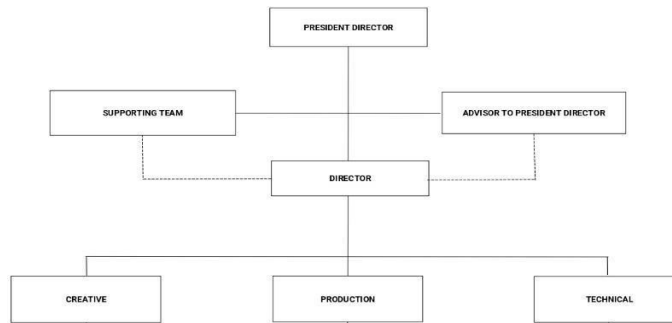 PRESIDENT DIRECTOR
SUPPORTING TEAM
ADVISOR TO PRESIDENT DIRECTOR
DIRECTOR
CREATIVE
PRODUCTION
TECHNICAL